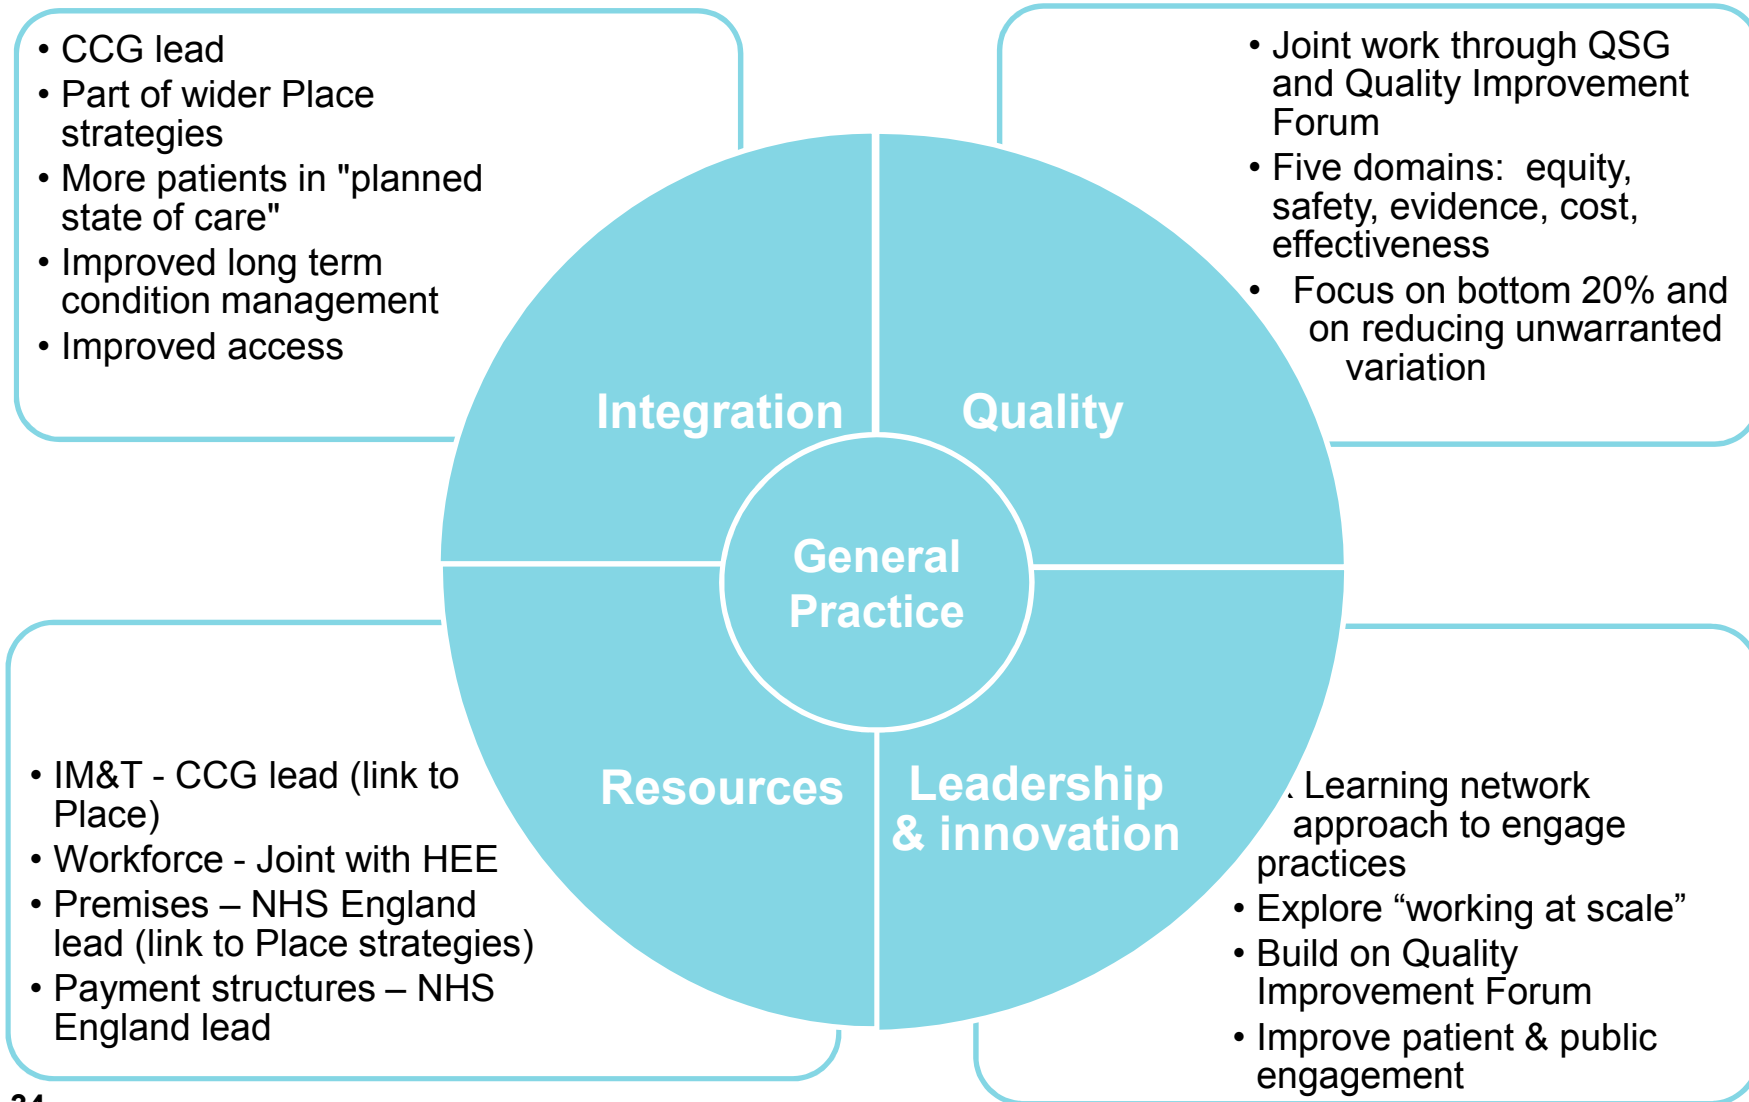 • CCG lead
• Part of wider Place
strategies
• More patients in "planned
state of care"
• Improved long term
condition management
• Improved access
• Joint work through QSG
and Quality Improvement
Forum
• Five domains:  equity,
safety, evidence, cost,
effectiveness
• Focus on bottom 20% and
on reducing unwarranted
variation
Integration
Quality
General
Practice
Resources
Leadership
& innovation
• IM&T - CCG lead (link to
Place)
• Workforce - Joint with HEE
• Premises – NHS England
lead (link to Place strategies)
• Payment structures – NHS
England lead
Learning network
approach to engage
practices
• Explore “working at scale”
• Build on Quality
Improvement Forum
• Improve patient & public
engagement